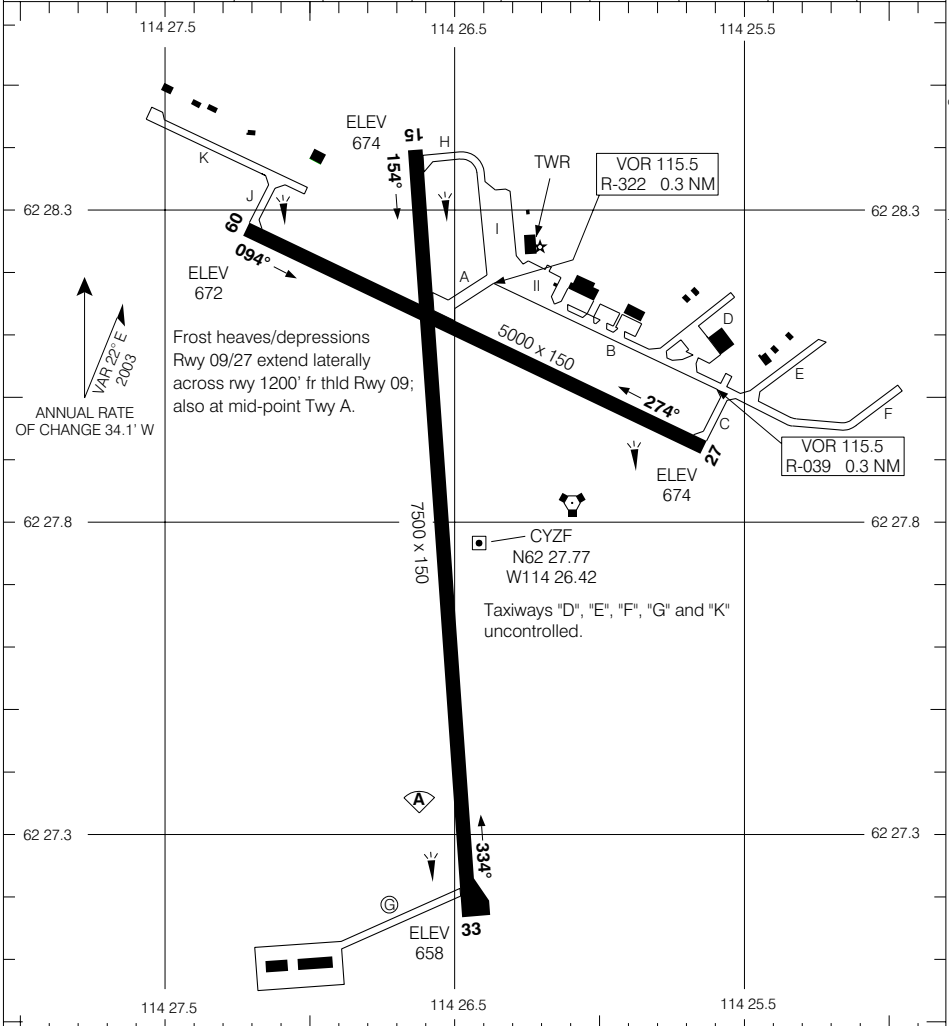 114 27.5
114 26.5
114 25.5
ELEV
674
15
H
154°
TWR
VOR 115.5
R-322 0.3 NM
K
J
62 28.3
62 28.3
09
094°
I
A
II
ELEV
672
D
B
5000 x 150
E
F
VAR 22° E
2003
ANNUAL RATE
OF CHANGE 34.1' W
Frost heaves/depressions
Rwy 09/27 extend laterally
across rwy 1200' fr thld Rwy 09;
also at mid-point Twy A.
274°
C
27
VOR 115.5
R-039 0.3 NM
ELEV
674
62 27.8
62 27.8
7500 x 150
CYZF
N62 27.77
W114 26.42
Taxiways "D", "E", "F", "G" and "K"
uncontrolled.
A
62 27.3
62 27.3
334°
G
ELEV
658
33
114 27.5
114 26.5
114 25.5